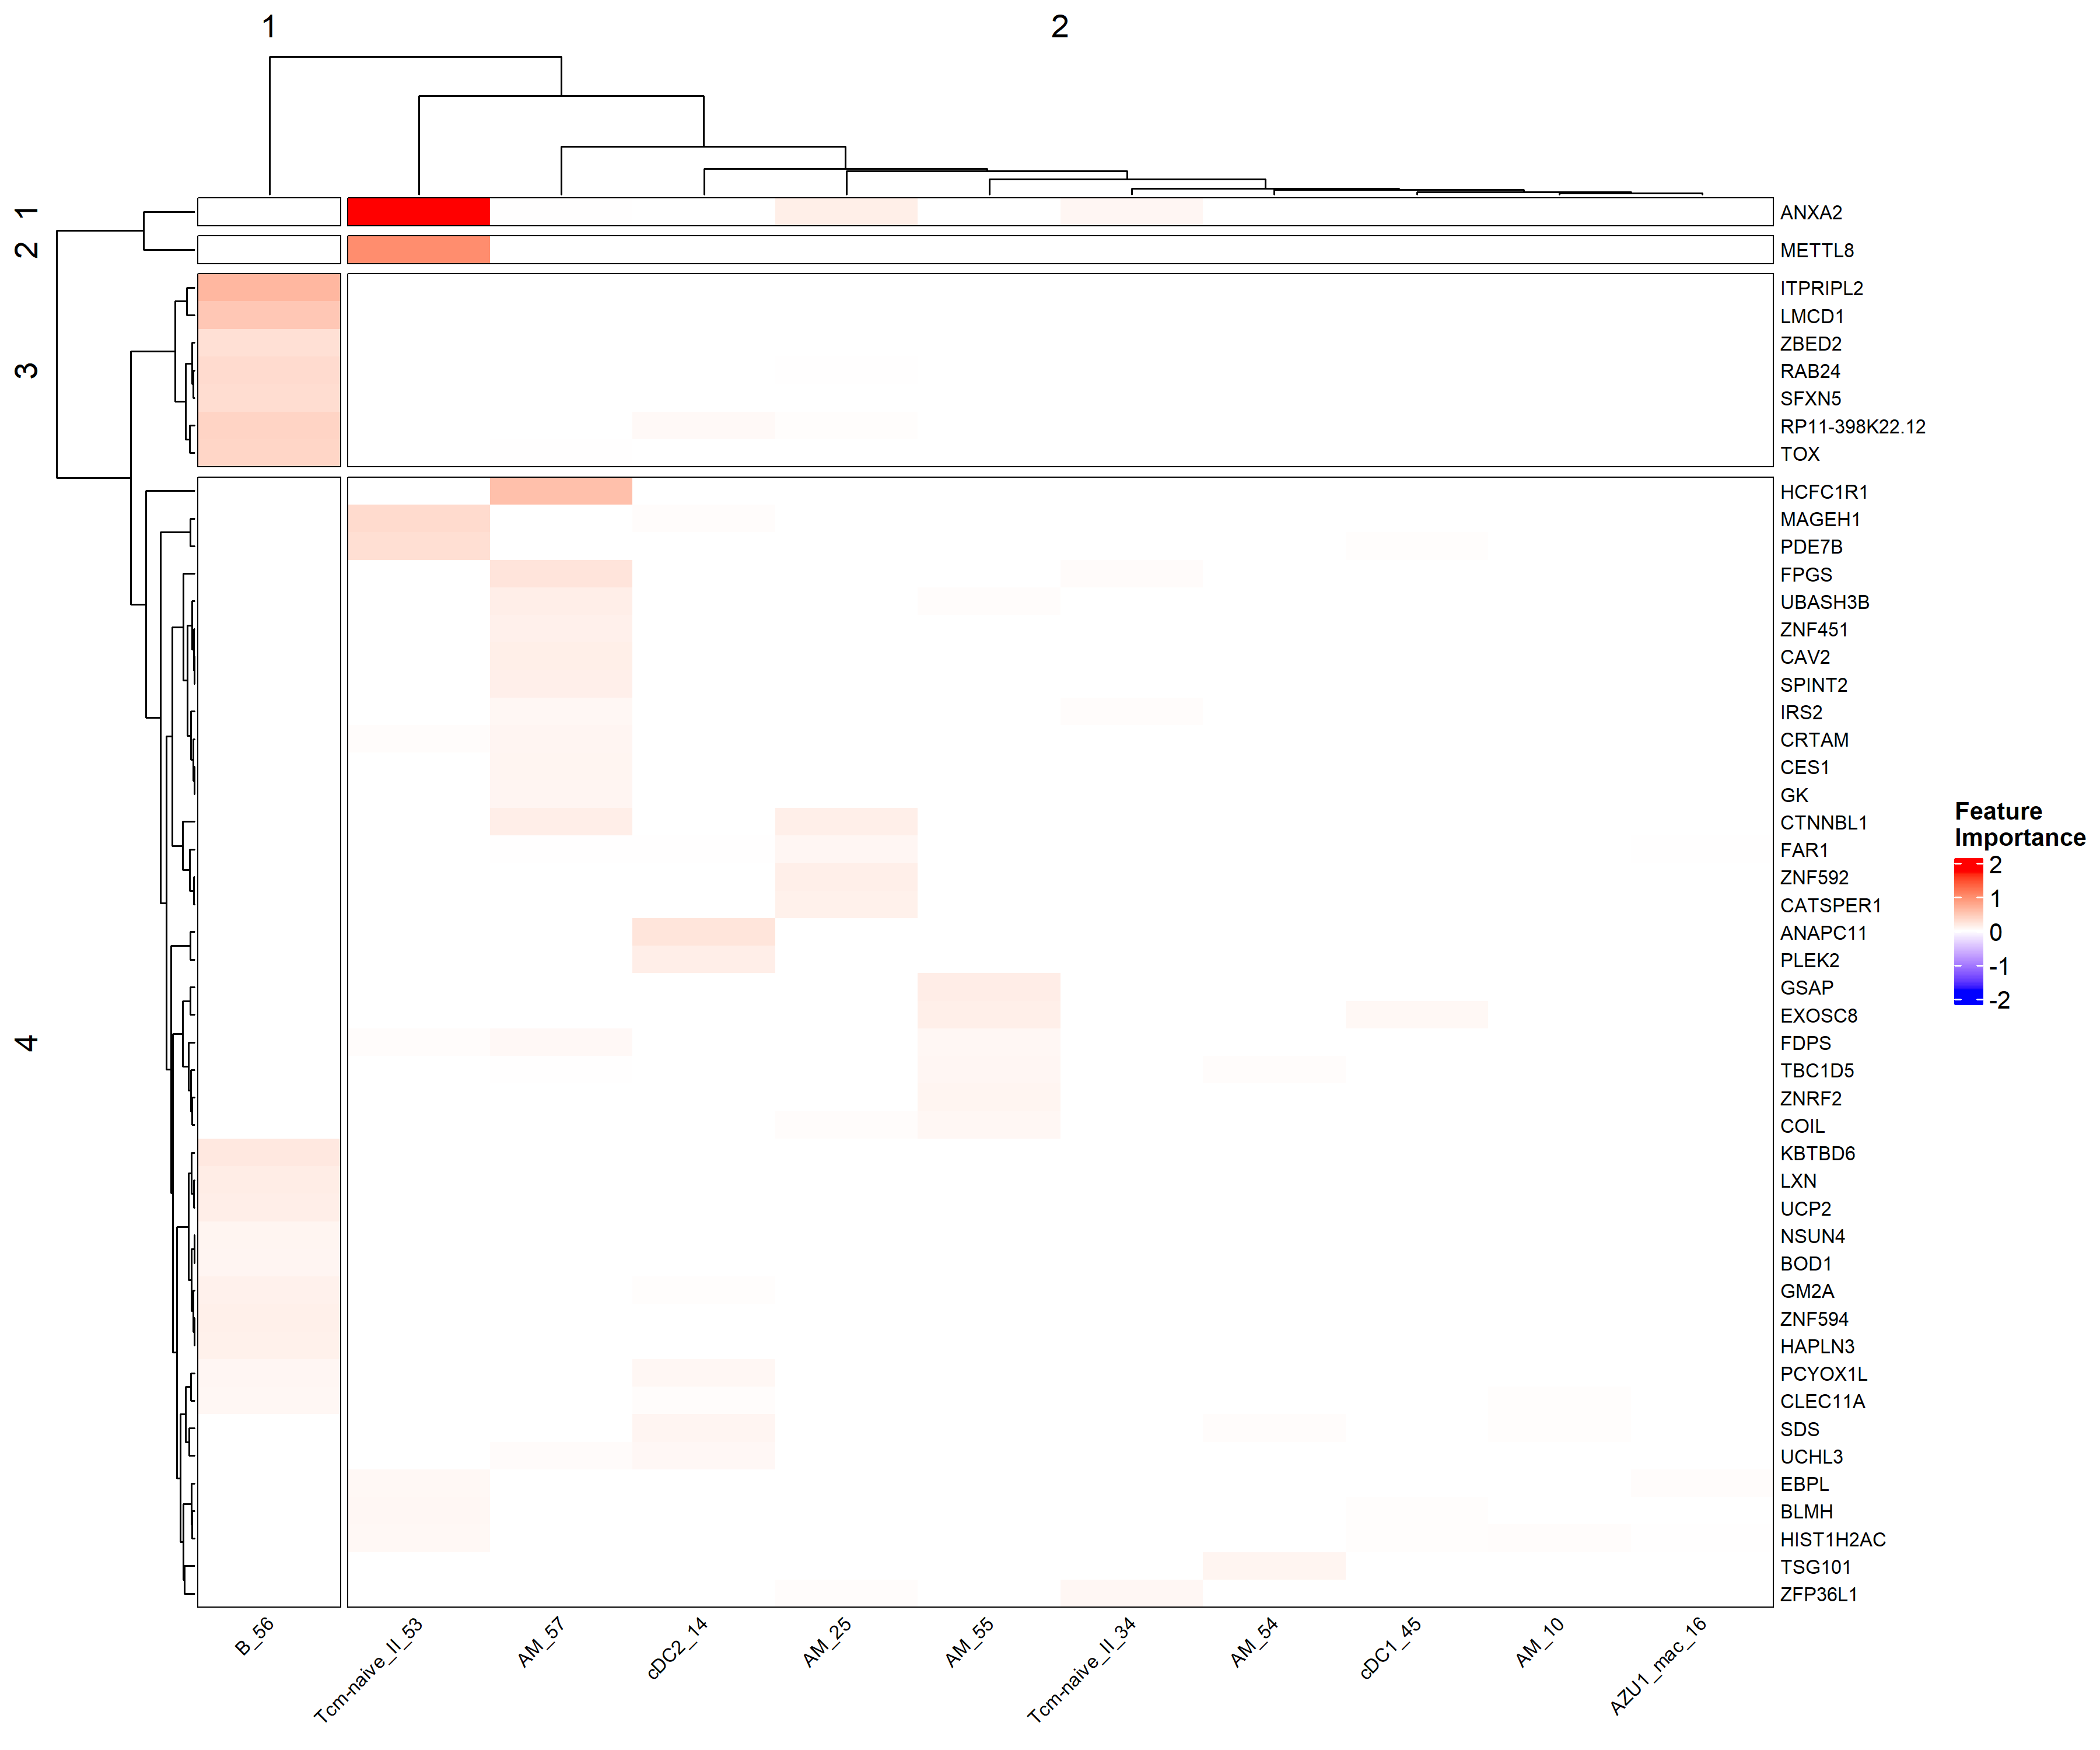 1
2
1
2
3
4
ANXA2
METTL8
ITPRIPL2
LMCD1
ZBED2
RAB24
SFXN5
RP11-398K22.12
TOX
HCFC1R1
MAGEH1
PDE7B
FPGS
UBASH3B
ZNF451
CAV2
SPINT2
IRS2
CRTAM
CES1
GK
CTNNBL1
FAR1
ZNF592
CATSPER1
ANAPC11
PLEK2
GSAP
EXOSC8
FDPS
TBC1D5
ZNRF2
COIL
KBTBD6
LXN
UCP2
NSUN4
BOD1
GM2A
ZNF594
HAPLN3
PCYOX1L
CLEC11A
SDS
UCHL3
EBPL
BLMH
HIST1H2AC
TSG101
ZFP36L1
B_56
Tcm-naive_II_53
AM_57
cDC2_14
AM_25
AM_55
Tcm-naive_II_34
AM_54
cDC1_45
AM_10
AZU1_mac_16
Feature
Importance
2
1
0
-1
-2